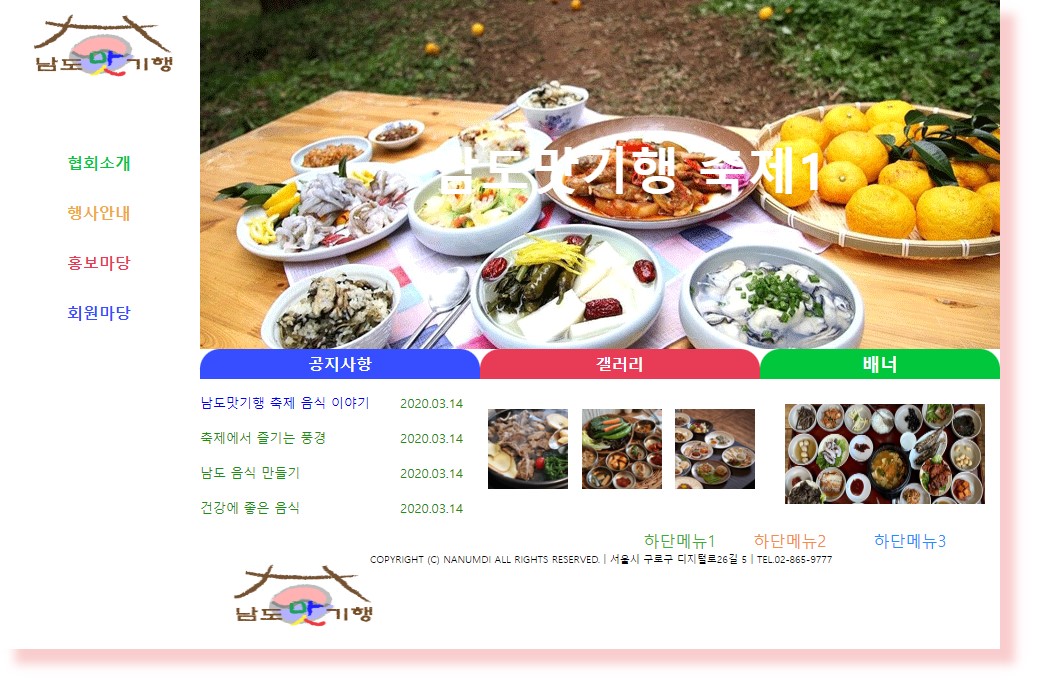 남도맛기행
협회소개
행사안내
홍보마당
회원마당
남도맛기행 축제1
공지사항
갤러리
배너
남도맛기행 축제 음식 이야기 2020.03.14
축제에서 즐기는 풍경 2020.03.14
남도 음식 만들기 2020.03.14
건강에 좋은 음식 2020.03.14
하단메뉴1 하단메뉴2 하단메뉴3
COPYRIGHT (C) NANUMDI ALL RIGHTS RESERVED. | 서울시 구로구 디지털로26길 5 | TEL.02-865-9777
남도맛기행